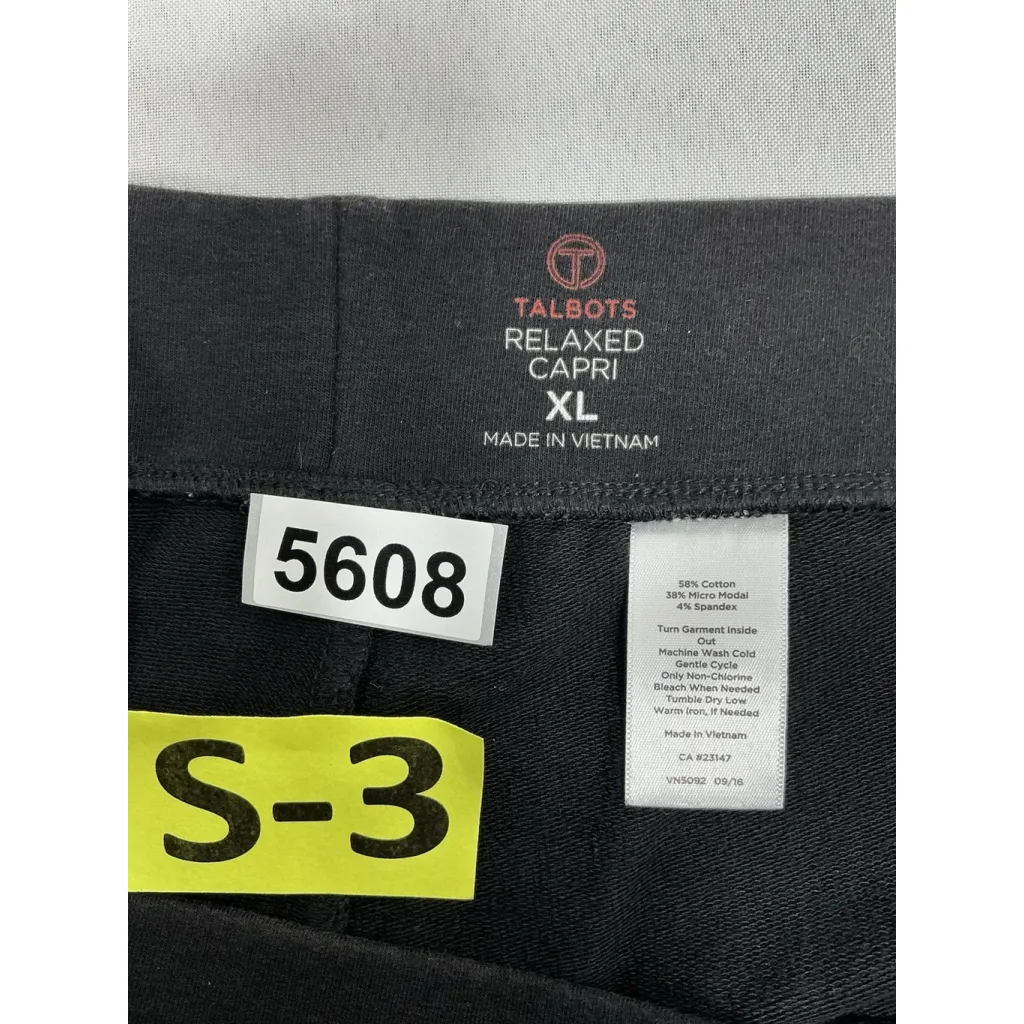 T
TALBOTS
RELAXED
CAPRI
XL
MADE IN VIETNAM
5608
58% Cotton
38% Micro Modal
4% Spandex
Turn Garment Inside
Out
Machine Wash Cold
Gentle Cycle
Only Non-Chlorine
Bleach When Needed
Tumble Dry Low
Warm Iron, If Needed
Made In Vietnam
CA #23147
VN5092 09/16
S-3